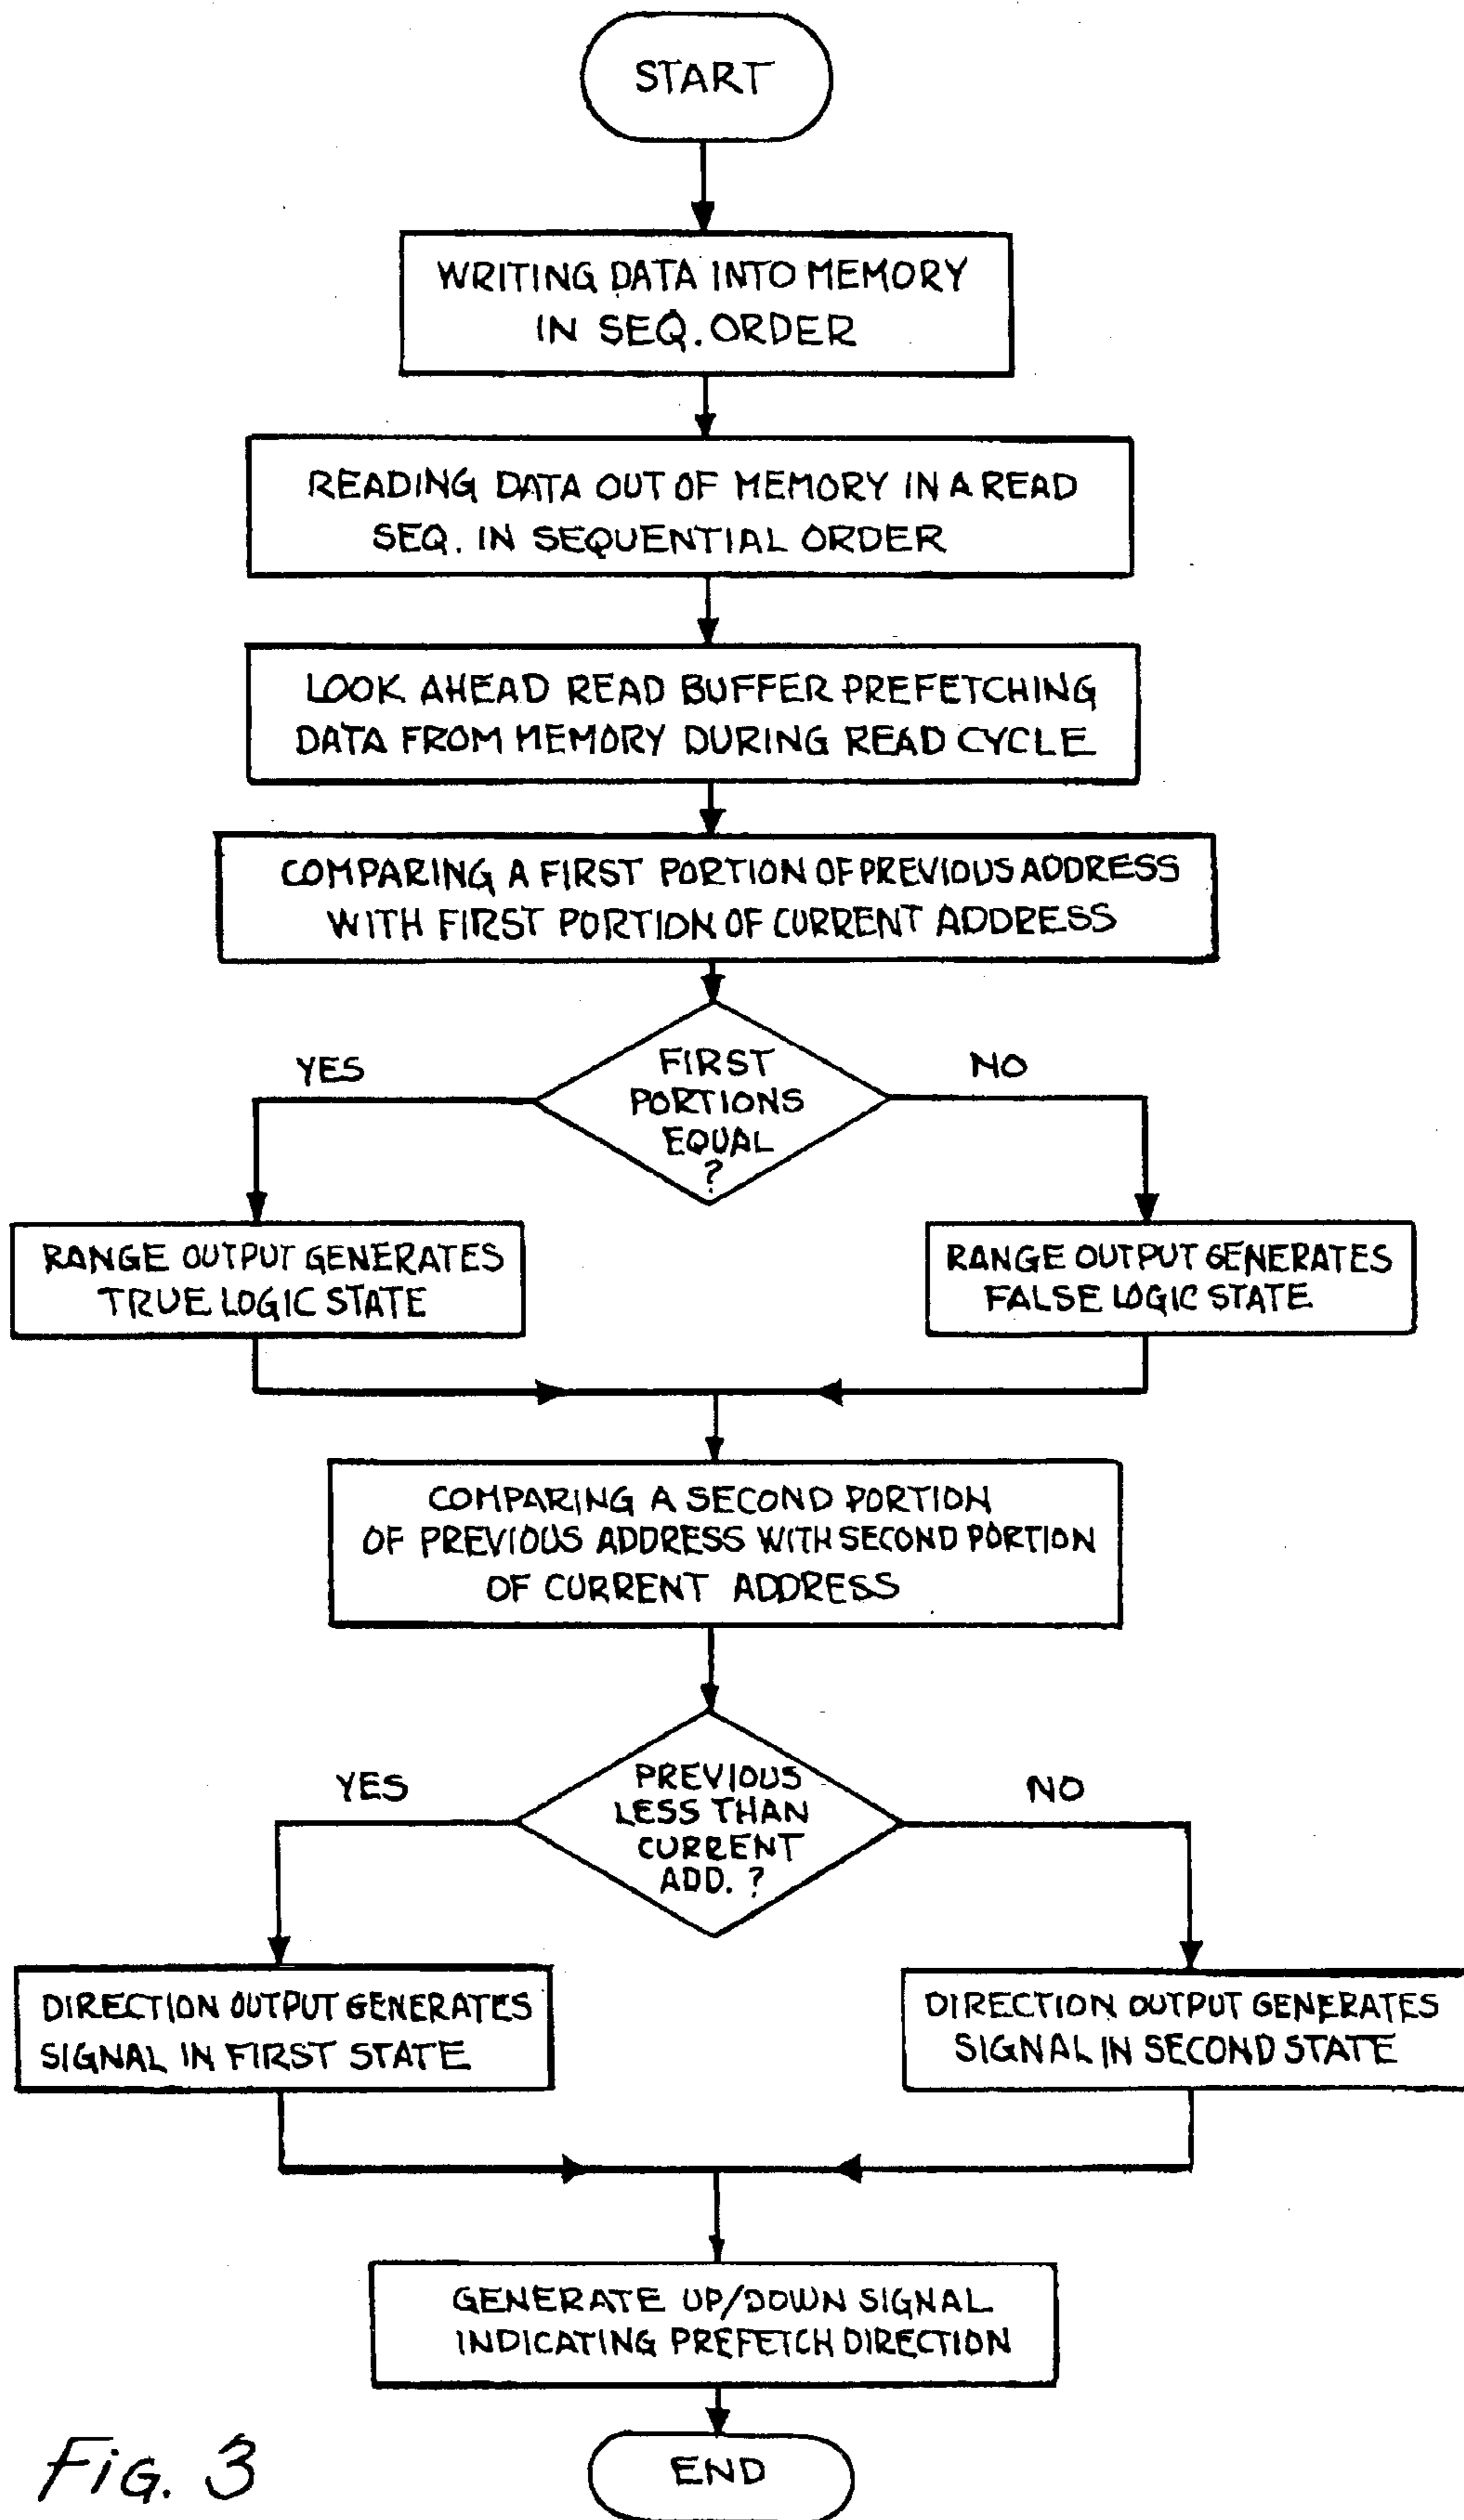 START
WRITING DATA INTO MEMORY
IN SEQ. ORDER
READING DATA OUT OF MEMORY IN A READ
SEQ. IN SEQUENTIAL ORDER
LOOK AHEAD READ BUFFER PREFETCHING
DATA FROM MEMORY DURING READ CYCLE
COMPARING A FIRST PORTION OF PREVIOUS ADDRESS
WITH FIRST PORTION OF CURRENT ADDRESS
FIRST
PORTIONS
EQUAL
?
YES
NO
RANGE OUTPUT GENERATES
TRUE LOGIC STATE
RANGE OUTPUT GENERATES
FALSE LOGIC STATE
COMPARING A SECOND PORTION
OF PREVIOUS ADDRESS WITH SECOND PORTION
OF CURRENT ADDRESS
PREVIOUS
LESS THAN
CURRENT
ADD. ?
YES
NO
DIRECTION OUTPUT GENERATES
SIGNAL IN FIRST STATE
DIRECTION OUTPUT GENERATES
SIGNAL IN SECOND STATE
GENERATE UP/DOWN SIGNAL
INDICATING PREFETCH DIRECTION
END
FIG. 3